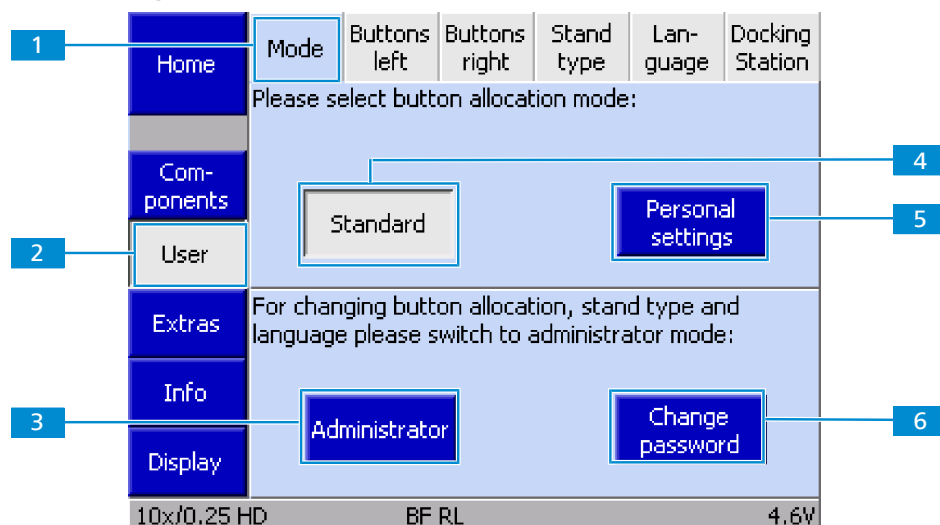 1
Home
Mode
Buttons
left
Buttons
right
Stand
type
Lan-
guage
Docking
Station
Please select button allocation mode:
Com-
ponents
4
Standard
Personal
settings
5
2
User
Extras
For changing button allocation, stand type and
language please switch to administrator mode:
Info
3
Administrator
Change
password
6
Display
10x/0.25 HD
BF RL
4.6V